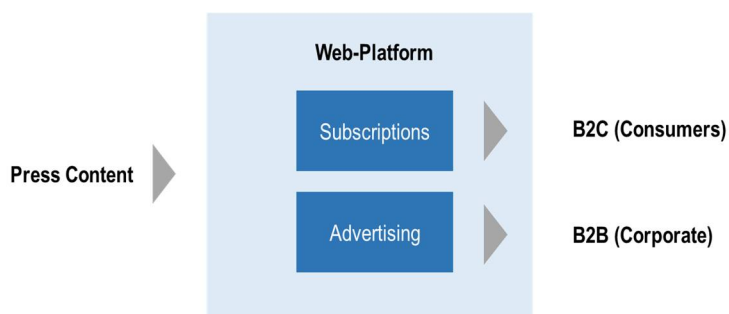 Web-Platform
Subscriptions
B2C (Consumers)
Press Content
Advertising
B2B (Corporate)